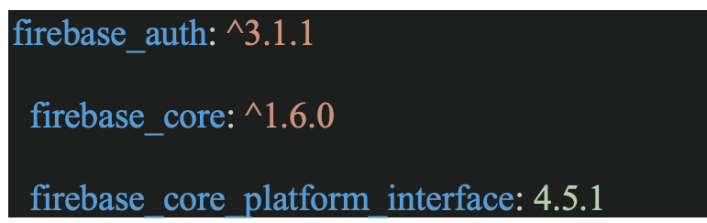 firebase_auth: ^3.1.1
firebase_core: ^1.6.0
firebase_core_platform_interface: 4.5.1